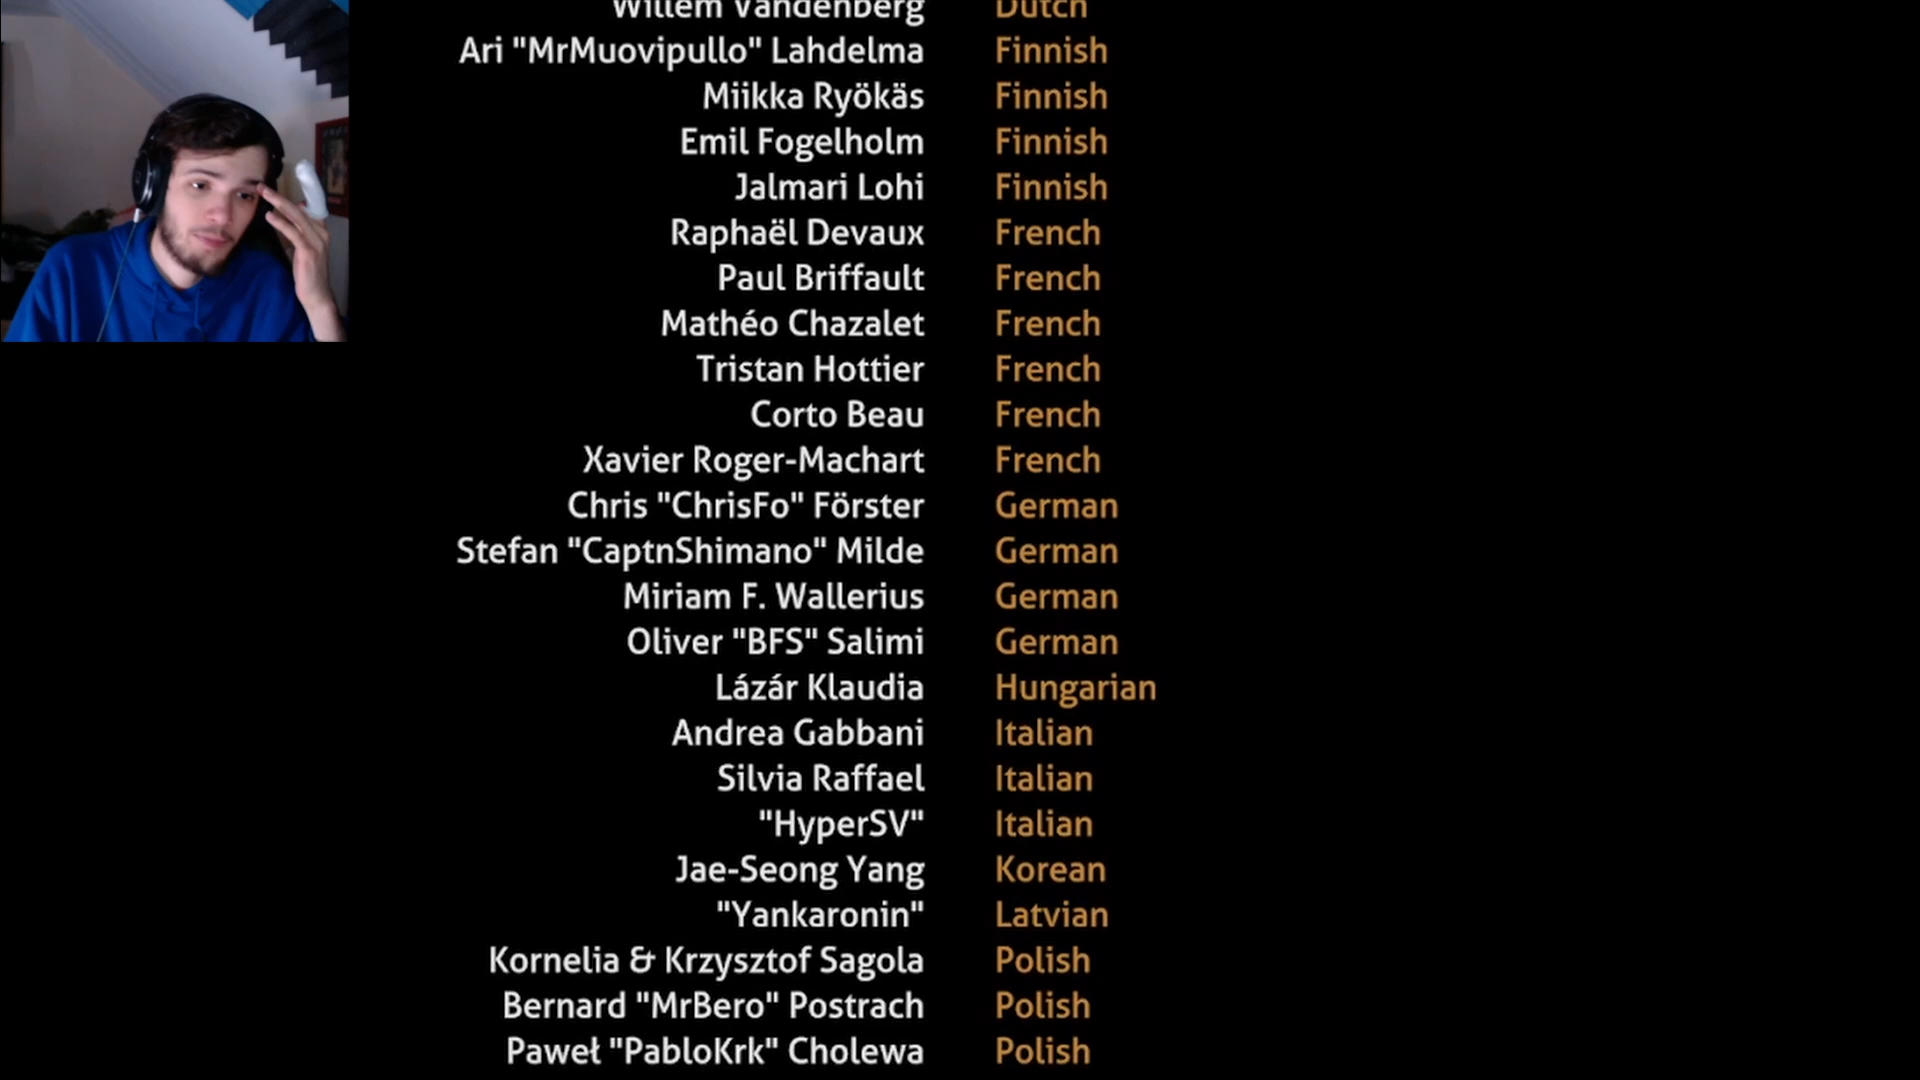 Willem Vandenberg Dutch
Ari "MrMuovipullo" Lahdelma Finnish
Miikka Ryökäs Finnish
Emil Fogelholm Finnish
Jalmari Lohi Finnish
Raphaël Devaux French
Paul Briffault French
Mathéo Chazalet French
Tristan Hottier French
Corto Beau French
Xavier Roger-Machart French
Chris "ChrisFo" Förster German
Stefan "CaptnShimano" Milde German
Miriam F. Wallerius German
Oliver "BFS" Salimi German
Lázár Klaudia Hungarian
Andrea Gabbani Italian
Silvia Raffael Italian
"HyperSV" Italian
Jae-Seong Yang Korean
"Yankaronin" Latvian
Kornelia & Krzysztof Sagola Polish
Bernard "MrBero" Postrach Polish
Paweł "PabloKrk" Cholewa Polish